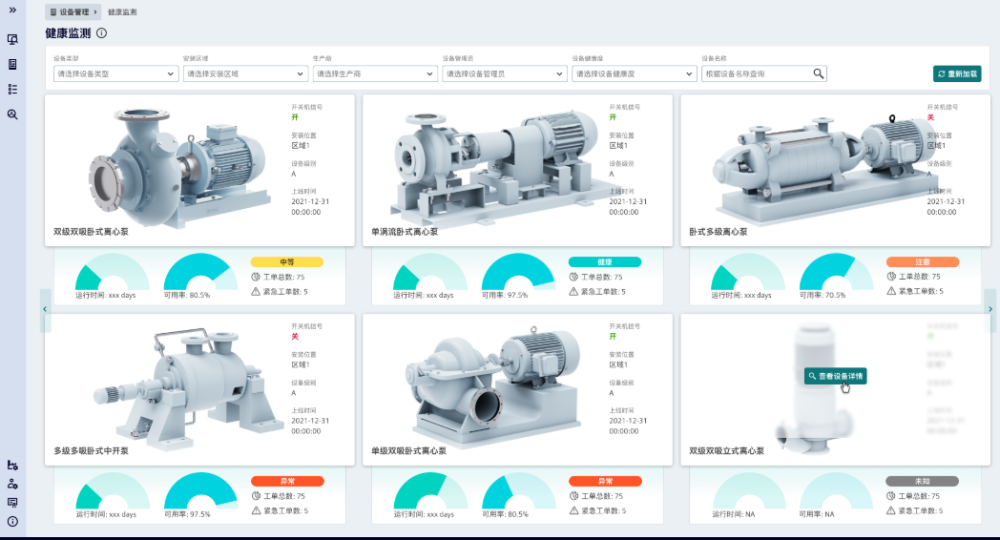 设备管理 健康监测
健康监测
设备类型 安装区域 生产商 设备管理员 设备健康度 设备名称
请选择设备类型 请选择安装区域 请选择生产商 请选择设备管理员 请选择设备健康度 根据设备名称查询 重新加载
开关机信号
开
安装位置
区域1
设备级别
A
上线时间
2021-12-31
00:00:00
双级双吸卧式离心泵
中等
工单总数: 75
紧急工单数: 5
运行时间: xxx days 可用率: 80.5%
开关机信号
开
安装位置
区域1
设备级别
A
上线时间
2021-12-31
00:00:00
单涡流卧式离心泵
健康
工单总数: 75
紧急工单数: 5
运行时间: xxx days 可用率: 97.5%
开关机信号
关
安装位置
区域1
设备级别
A
上线时间
2021-12-31
00:00:00
卧式多级离心泵
注意
工单总数: 75
紧急工单数: 5
运行时间: xxx days 可用率: 70.5%
开关机信号
关
安装位置
区域1
设备级别
A
上线时间
2021-12-31
00:00:00
多级多吸卧式中开泵
异常
工单总数: 75
紧急工单数: 5
运行时间: xxx days 可用率: 97.5%
开关机信号
开
安装位置
区域1
设备级别
A
上线时间
2021-12-31
00:00:00
单级双吸卧式离心泵
异常
工单总数: 75
紧急工单数: 5
运行时间: xxx days 可用率: 80.5%
查看设备详情
双级双吸立式离心泵
未知
工单总数: 75
紧急工单数: 5
运行时间: NA 可用率: NA